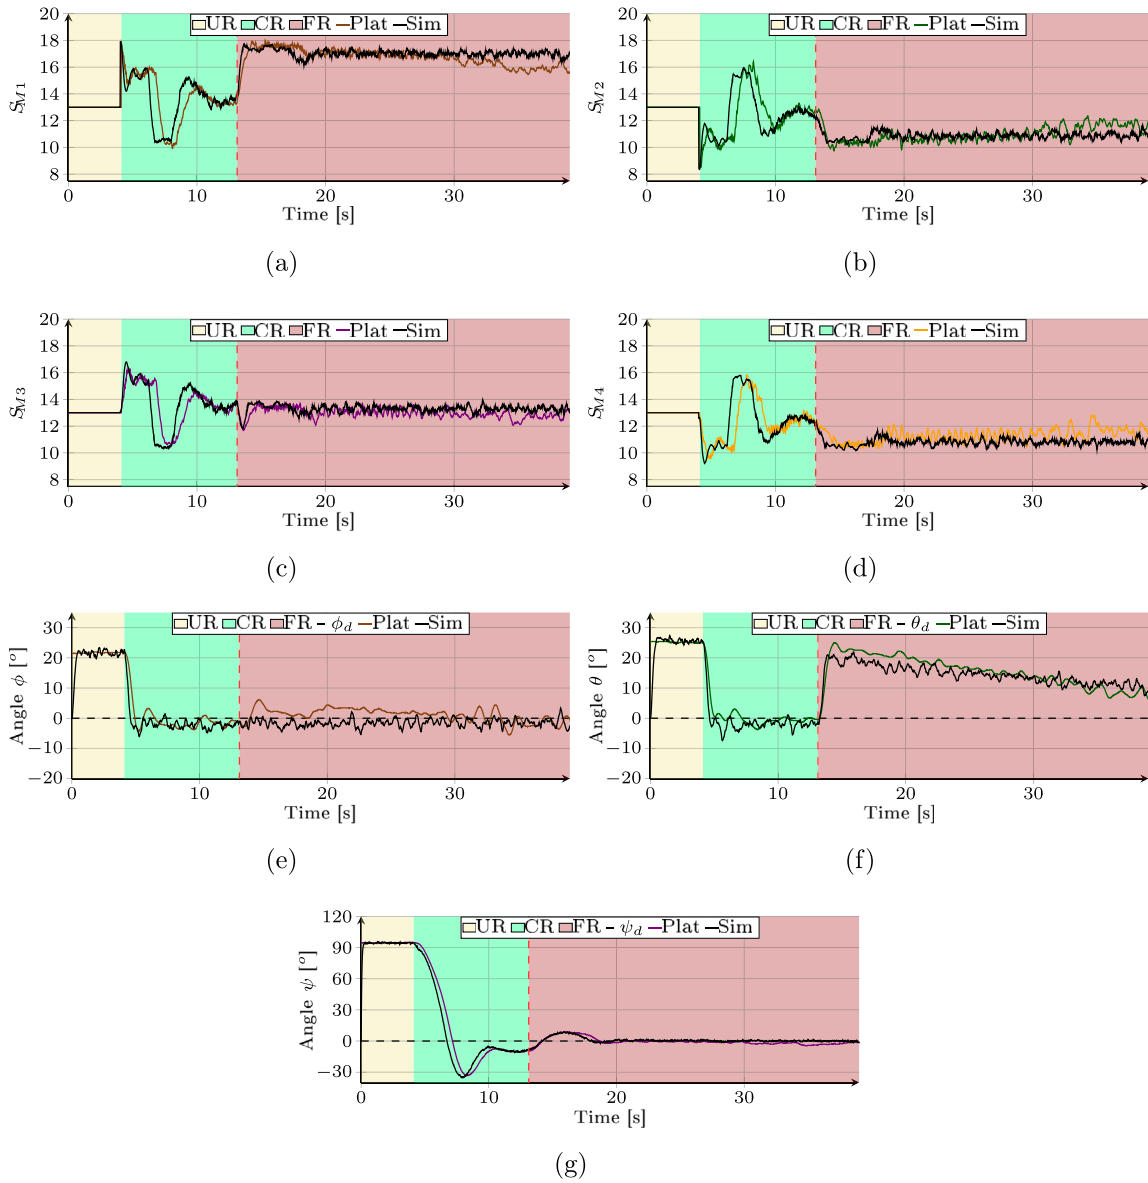 UR CR FR Plat Sim
20
18
16
14
12
10
8
0 10 20 30
S_M1
Time [s]
(a)
UR CR FR Plat Sim
20
18
16
14
12
10
8
0 10 20 30
S_M2
Time [s]
(b)
UR CR FR Plat Sim
20
18
16
14
12
10
8
0 10 20 30
S_M3
Time [s]
(c)
UR CR FR Plat Sim
20
18
16
14
12
10
8
0 10 20 30
S_M4
Time [s]
(d)
UR CR FR ϕ_d Plat Sim
30
20
10
0
−10
−20
0 10 20 30
Angle ϕ [°]
Time [s]
(e)
UR CR FR θ_d Plat Sim
30
20
10
0
−10
−20
0 10 20 30
Angle θ [°]
Time [s]
(f)
UR CR FR ψ_d Plat Sim
120
90
60
30
0
−30
0 10 20 30
Angle ψ [°]
Time [s]
(g)